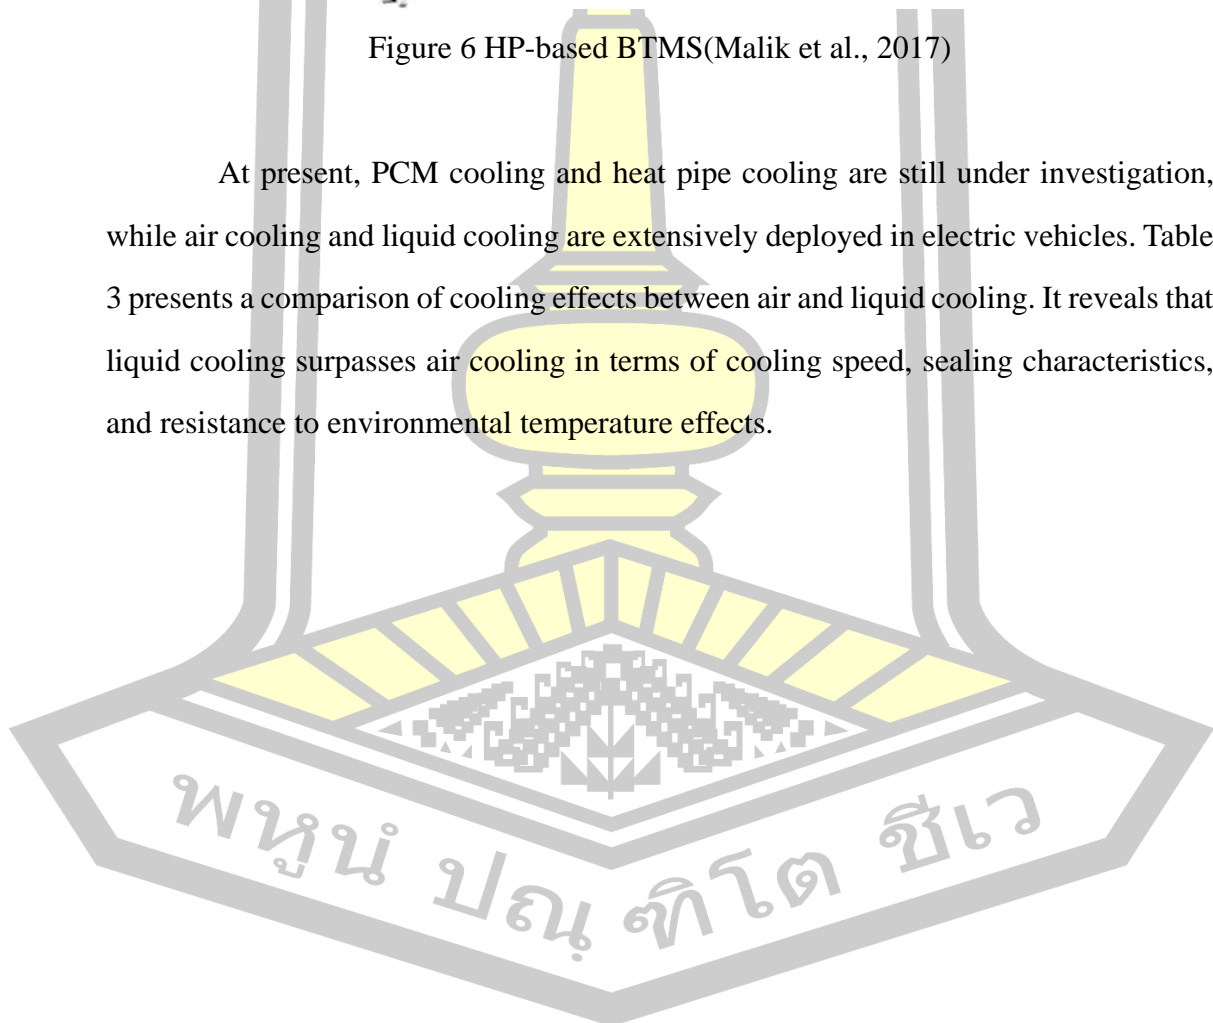 Figure 6 HP-based BTMS(Malik et al., 2017)
At present, PCM cooling and heat pipe cooling are still under investigation,
while air cooling and liquid cooling are extensively deployed in electric vehicles. Table
3 presents a comparison of cooling effects between air and liquid cooling. It reveals that
liquid cooling surpasses air cooling in terms of cooling speed, sealing characteristics,
and resistance to environmental temperature effects.
พหูนํ ปณฺฑิโต ชีเว